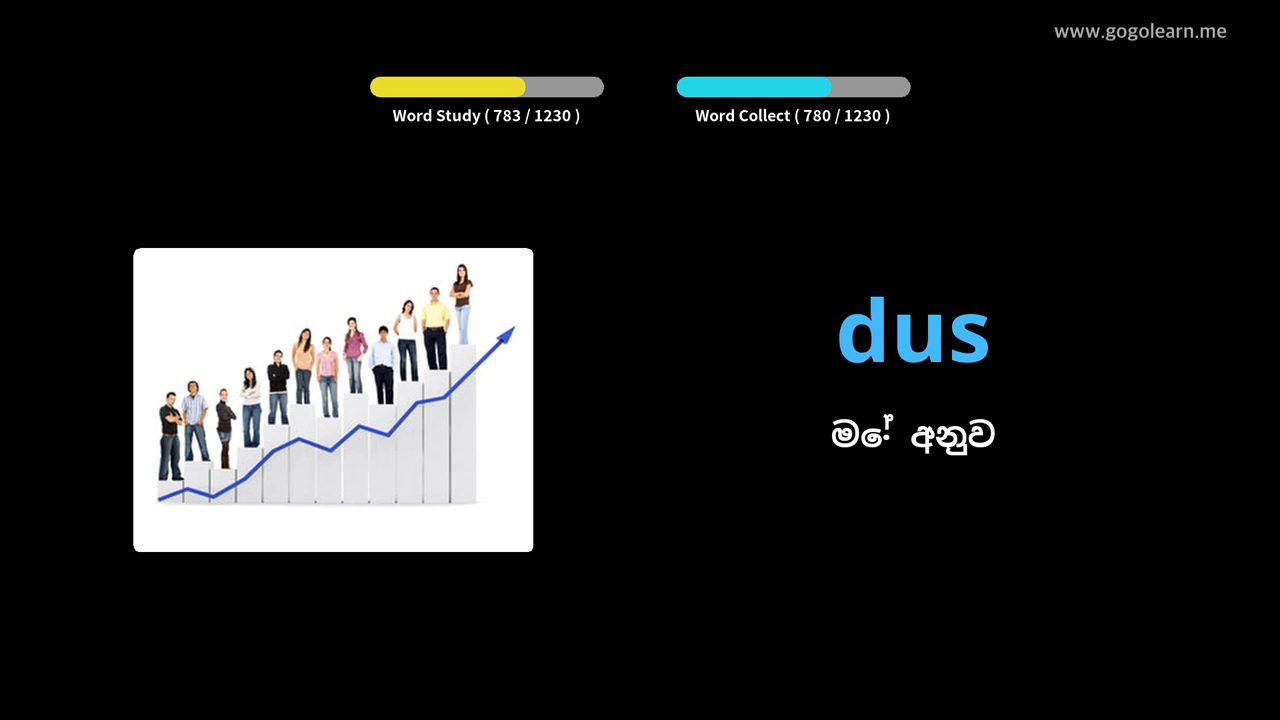 www.gogolearn.me
Word Study ( 783 / 1230 )
Word Collect ( 780 / 1230 )
dus
මේ අනුව